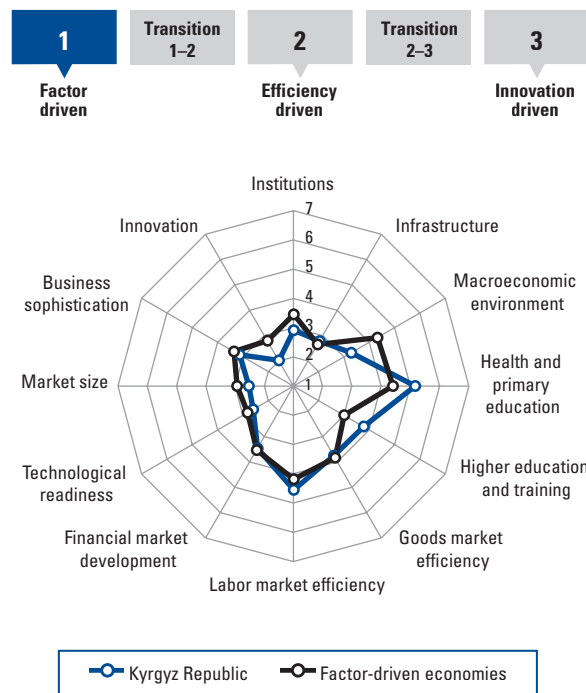 1
Transition
1–2
2
Transition
2–3
3
Factor
driven
Efficiency
driven
Innovation
driven
Institutions
Innovation
7
Infrastructure
6
Business
sophistication
5
Macroeconomic
environment
4
3
2
Market size
1
Health and
primary
education
Technological
readiness
Higher education
and training
Financial market
development
Goods market
efficiency
Labor market efficiency
Kyrgyz Republic
Factor-driven economies